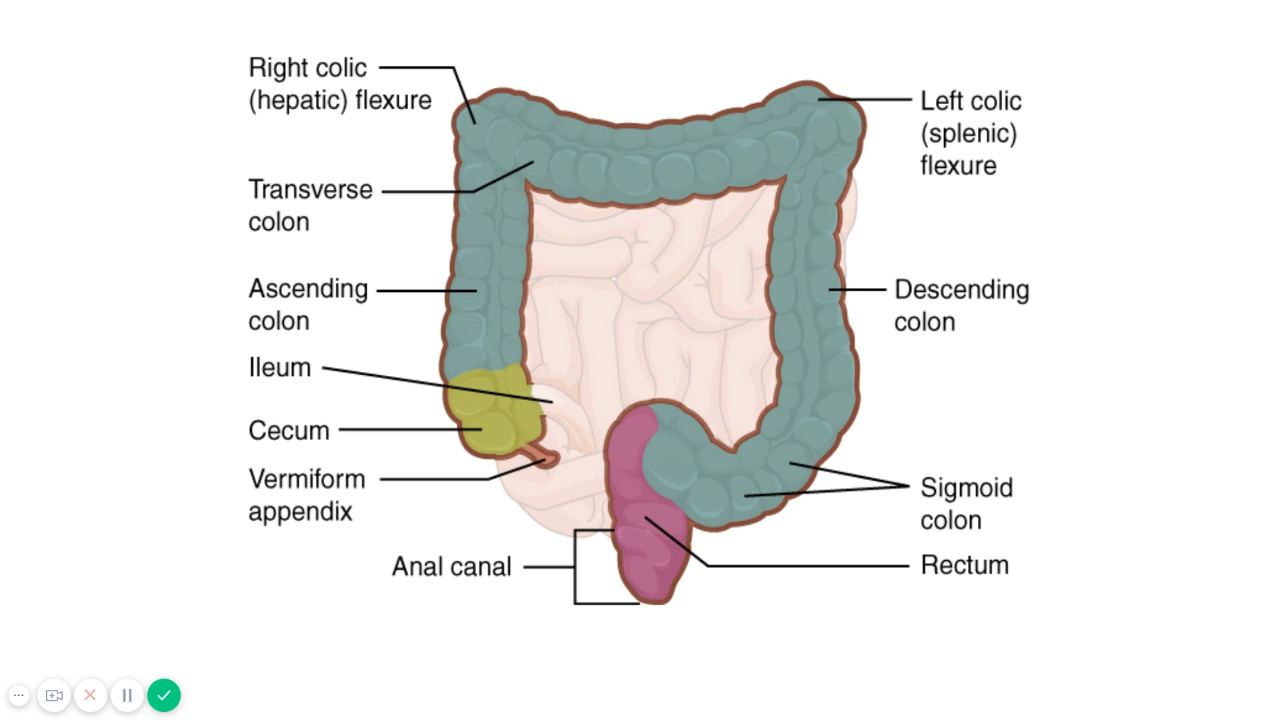 Right colic
(hepatic) flexure
Transverse
colon
Ascending
colon
Ileum
Cecum
Vermiform
appendix
Anal canal
Left colic
(splenic)
flexure
Descending
colon
Sigmoid
colon
Rectum